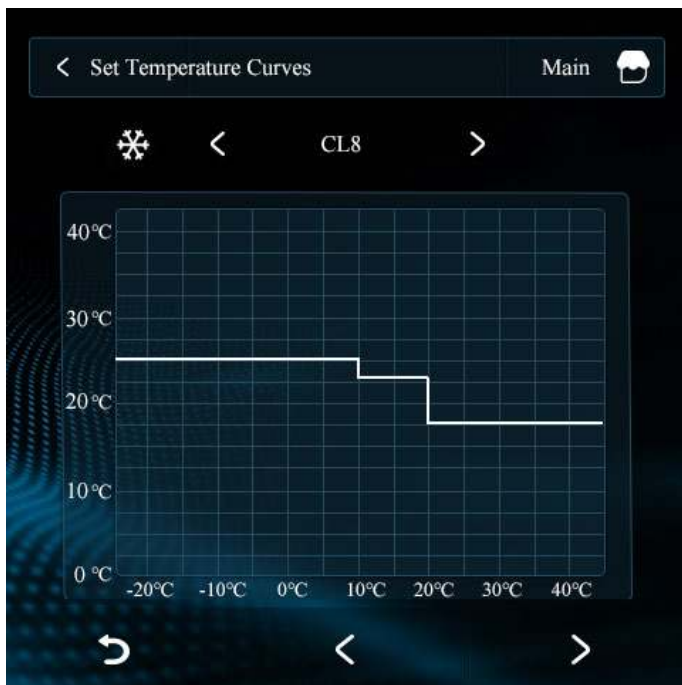 Set Temperature Curves Main
CL8
40℃
30℃
20℃
10℃
0 ℃
-20℃ -10℃ 0℃ 10℃ 20℃ 30℃ 40℃